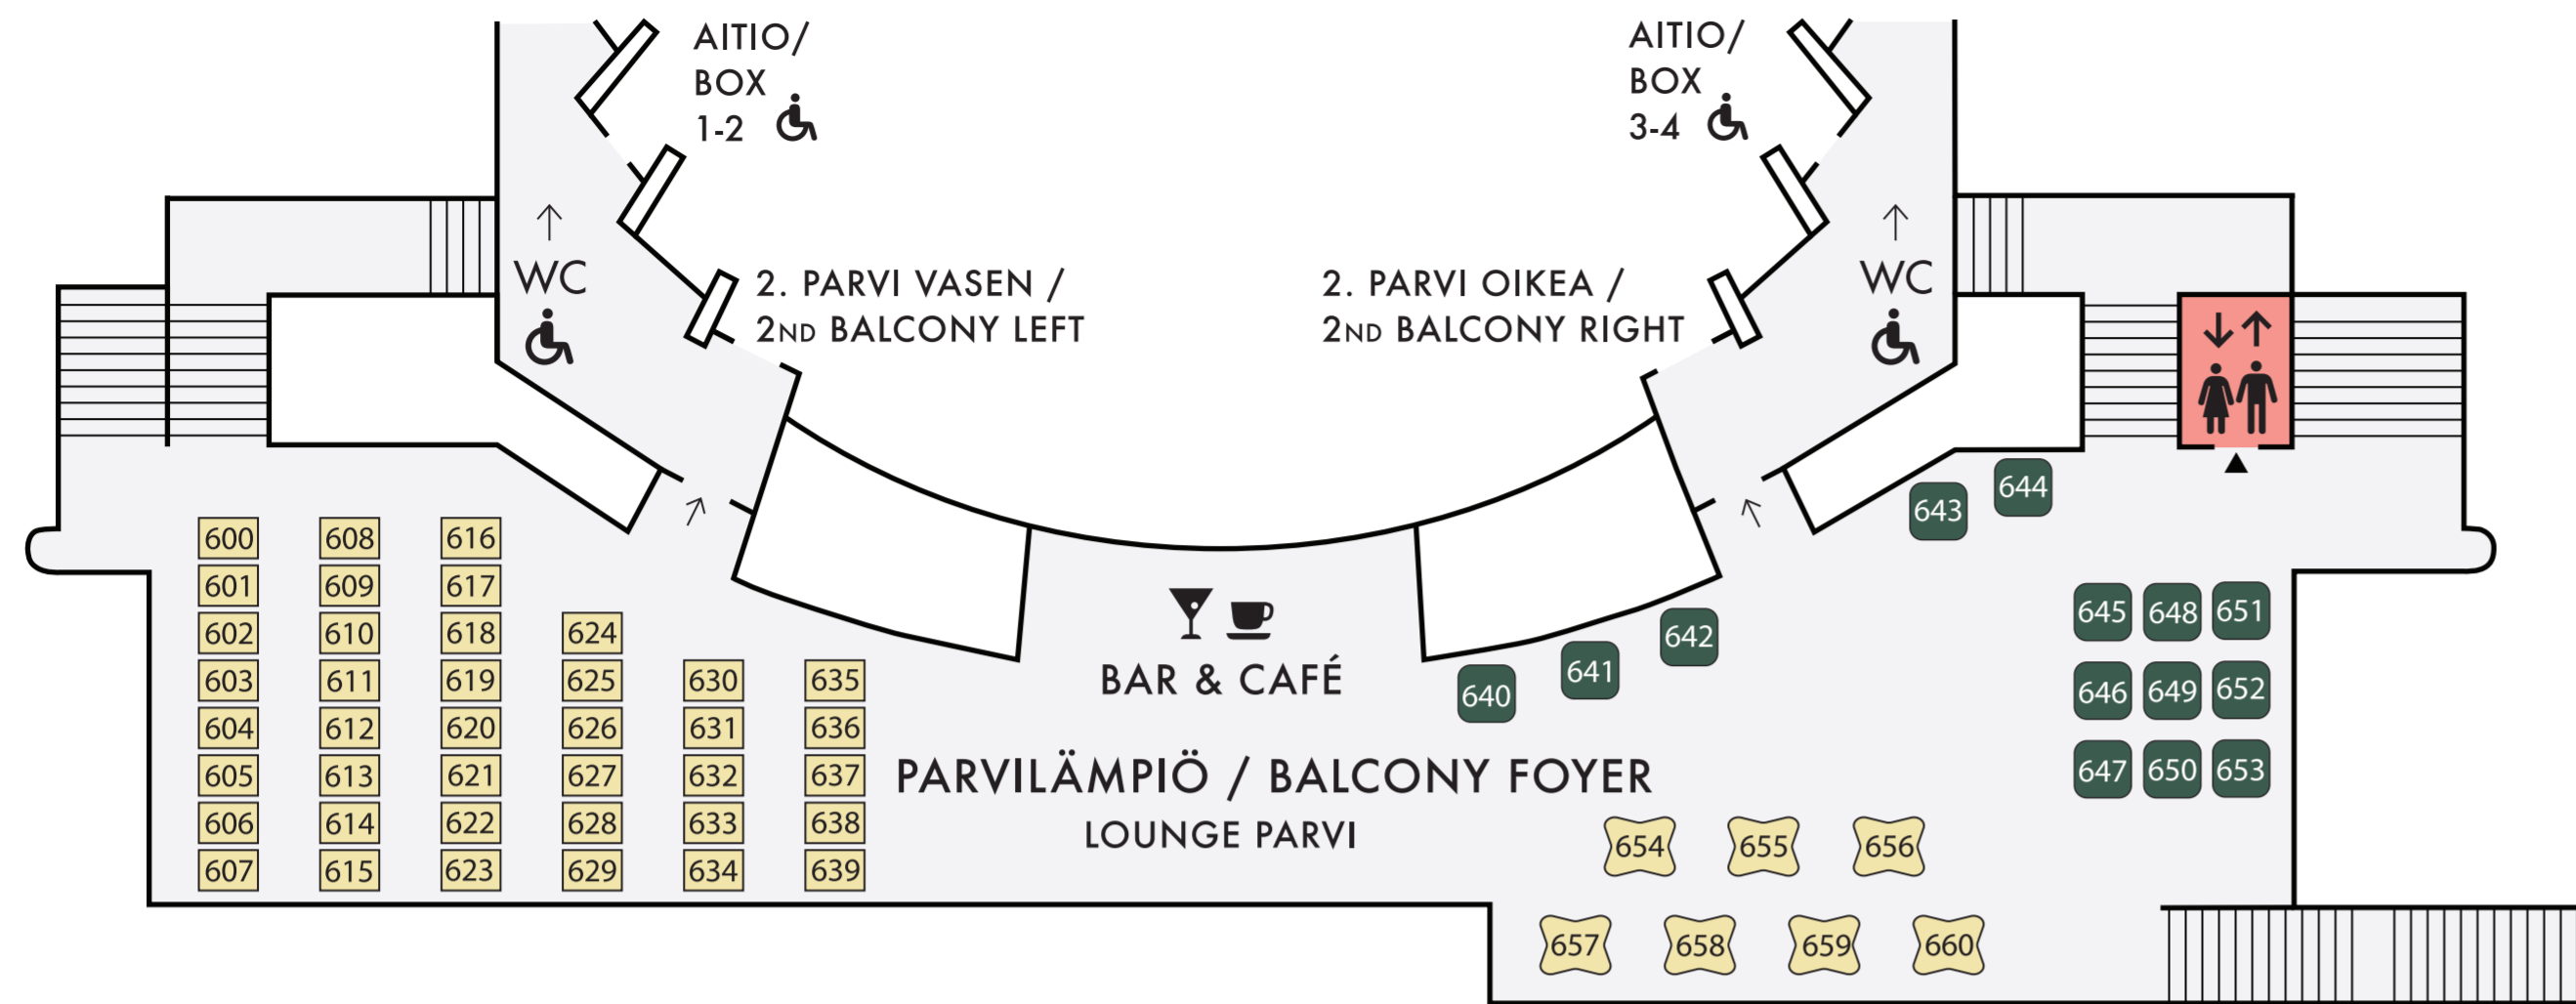 AITIO/
BOX
1-2
AITIO/
BOX
3-4
WC
2. PARVI VASEN /
2ND BALCONY LEFT
2. PARVI OIKEA /
2ND BALCONY RIGHT
WC
600 608 616
601 609 617
602 610 618 624
603 611 619 625 630 635
604 612 620 626 631 636
605 613 621 627 632 637
606 614 622 628 633 638
607 615 623 629 634 639
BAR & CAFÉ
PARVILÄMPIÖ / BALCONY FOYER
LOUNGE PARVI
640 641 642
643 644
645 648 651
646 649 652
647 650 653
654 655 656
657 658 659 660